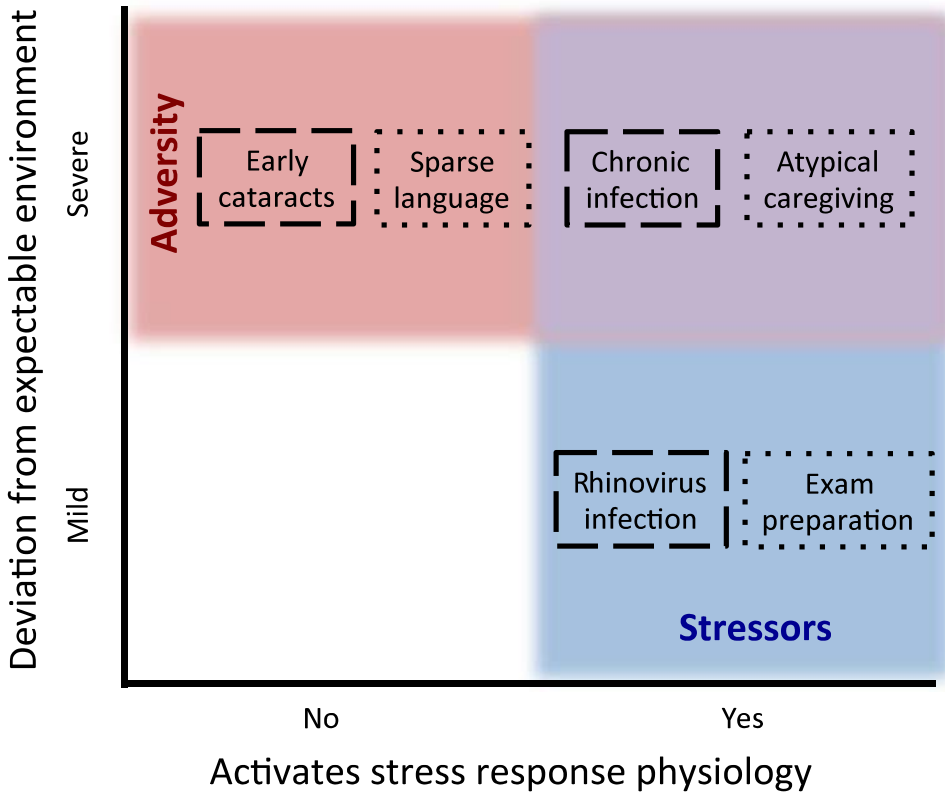 Deviation from expectable environment
Severe
Mild
Adversity
Early
cataracts
Sparse
language
Chronic
infection
Atypical
caregiving
Rhinovirus
infection
Exam
preparation
Stressors
No
Yes
Activates stress response physiology